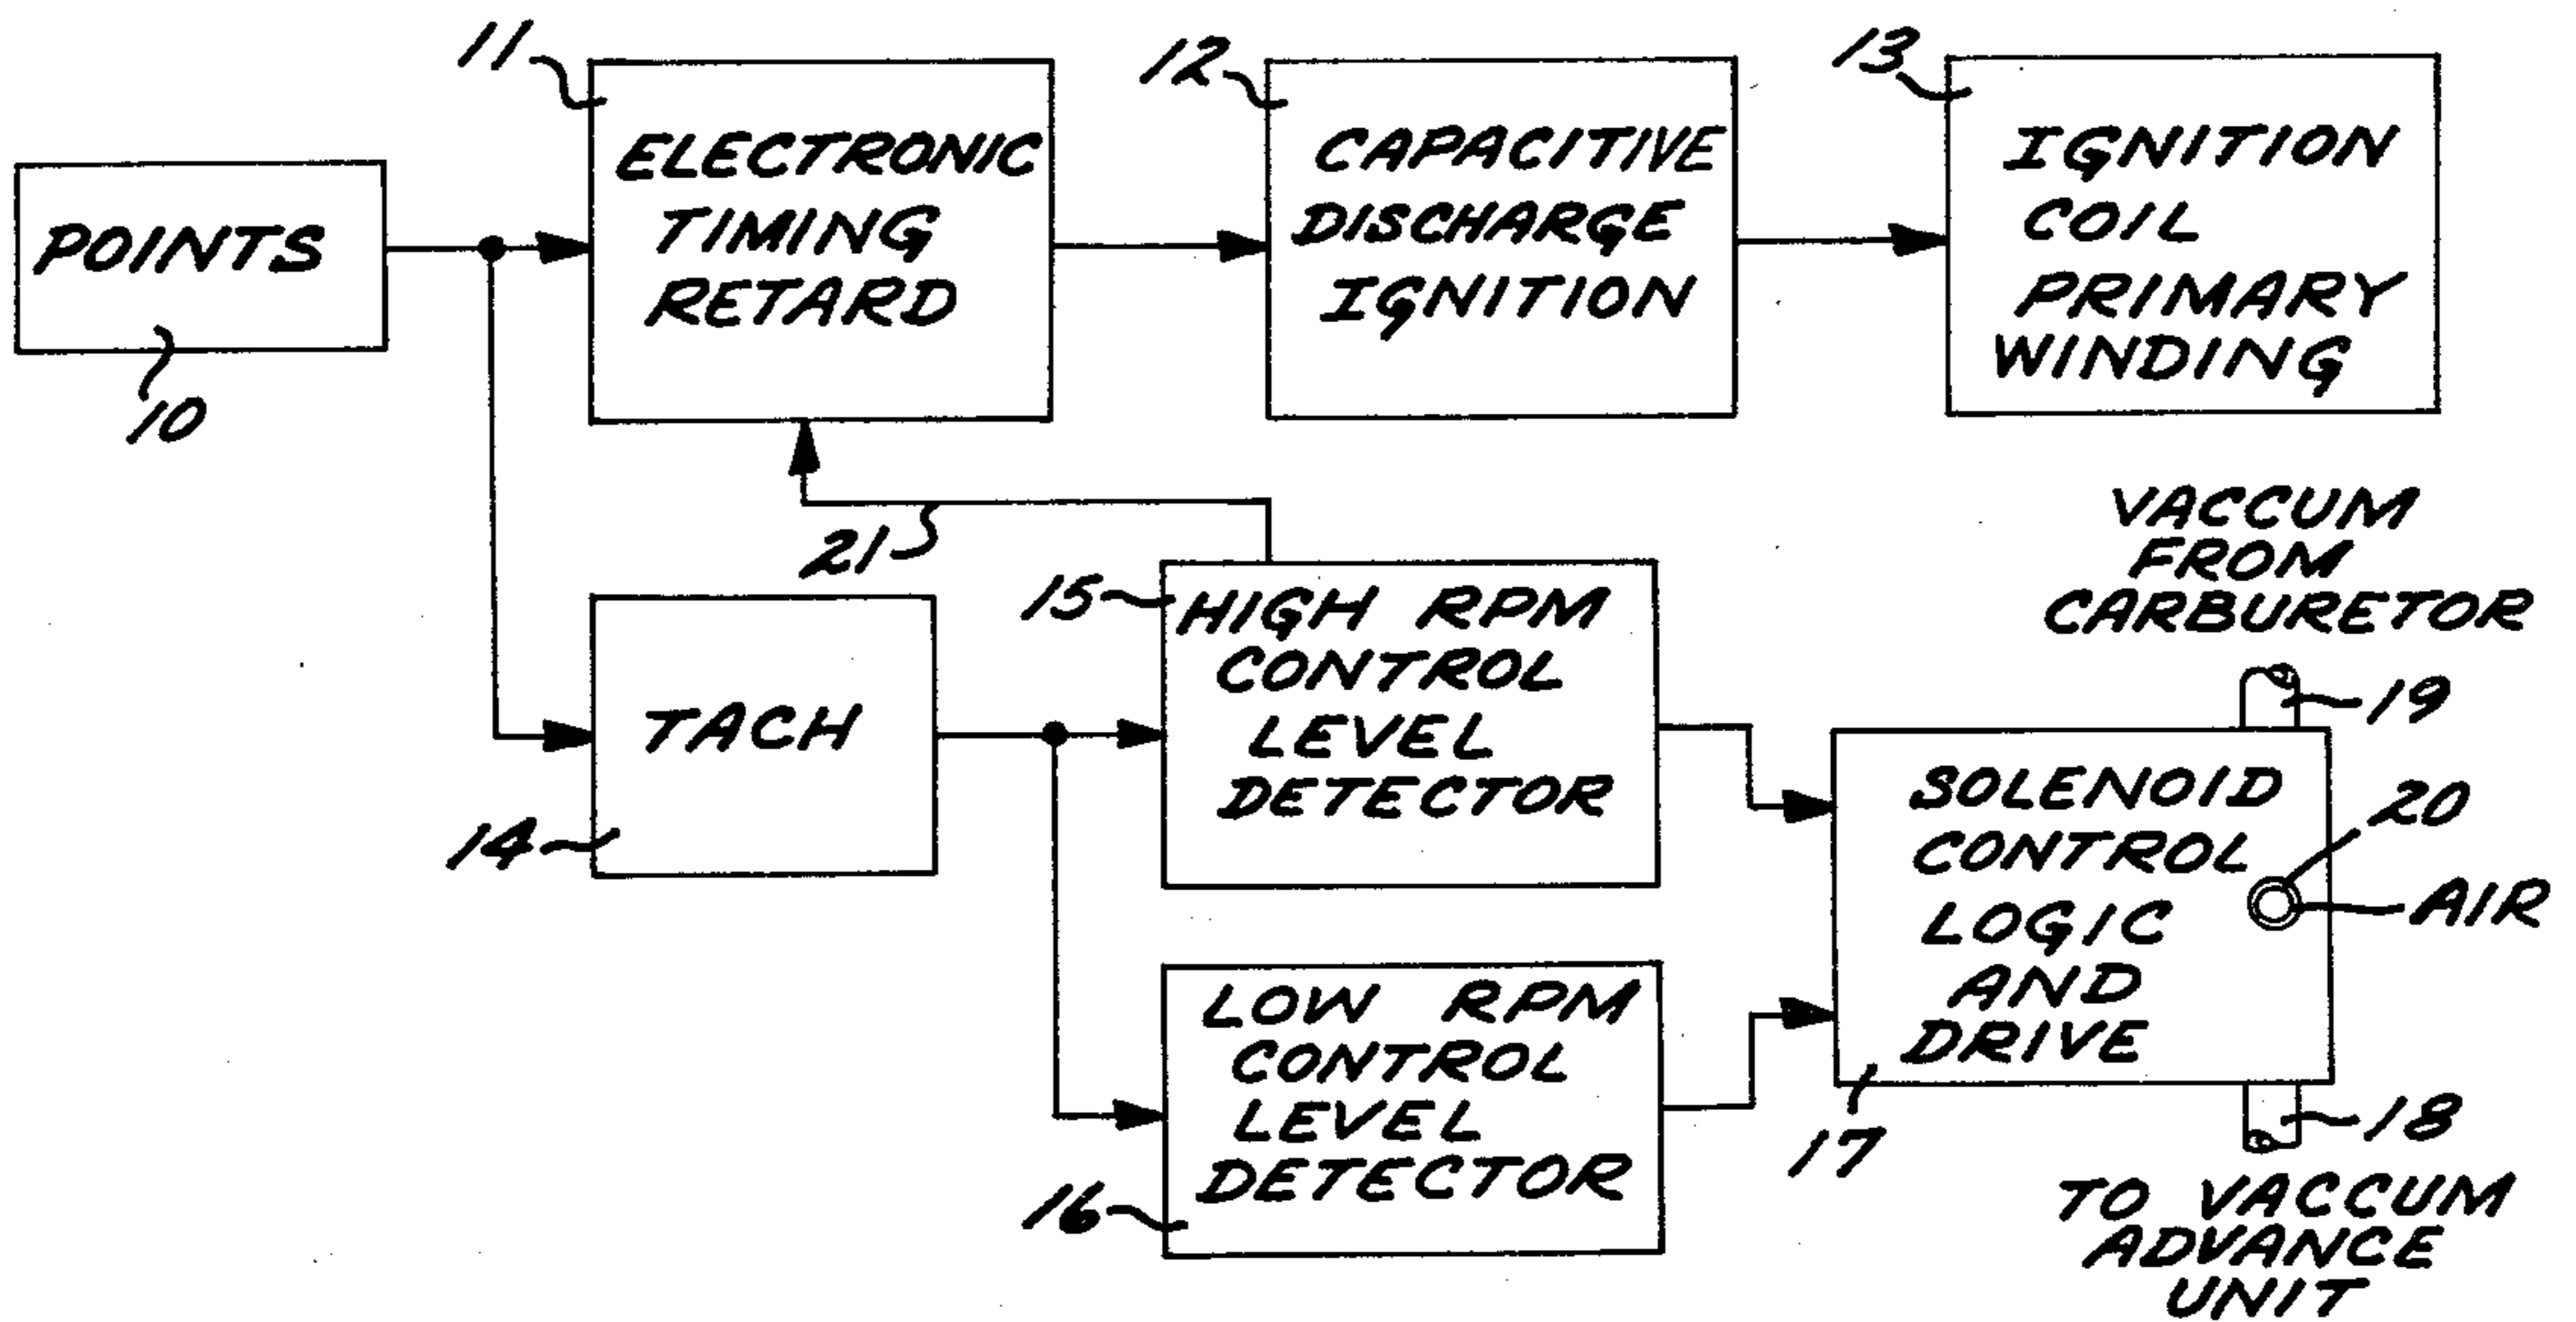 11
ELECTRONIC
TIMING
RETARD
12
CAPACITIVE
DISCHARGE
IGNITION
13
IGNITION
COIL
PRIMARY
WINDING
POINTS
10
21
TACH
14
15
HIGH RPM
CONTROL
LEVEL
DETECTOR
LOW RPM
CONTROL
LEVEL
DETECTOR
16
VACCUM
FROM
CARBURETOR
19
SOLENOID
CONTROL
LOGIC
AND
DRIVE
20
AIR
17
18
TO VACCUM
ADVANCE
UNIT